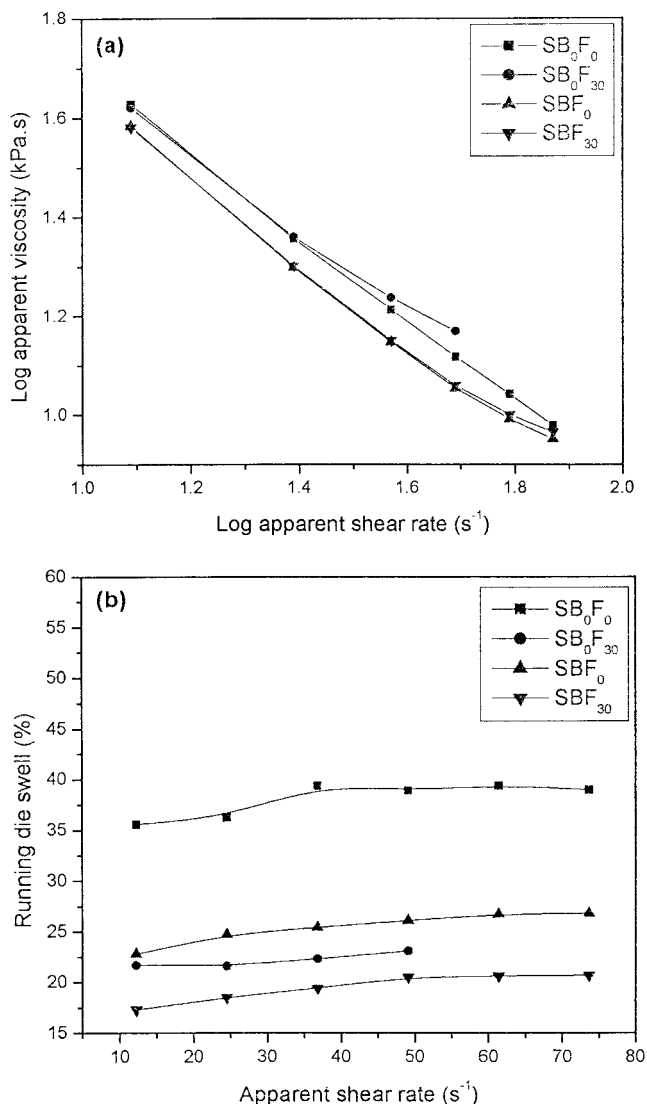 (a)
SB₀F₀
SB₀F₃₀
SBF₀
SBF₃₀
1.8
1.6
1.4
1.2
1.0
Log apparent viscosity (kPa.s)
1.0 1.2 1.4 1.6 1.8 2.0
Log apparent shear rate (s⁻¹)
(b)
SB₀F₀
SB₀F₃₀
SBF₀
SBF₃₀
60
55
50
45
40
35
30
25
20
15
Running die swell (%)
10 20 30 40 50 60 70 80
Apparent shear rate (s⁻¹)